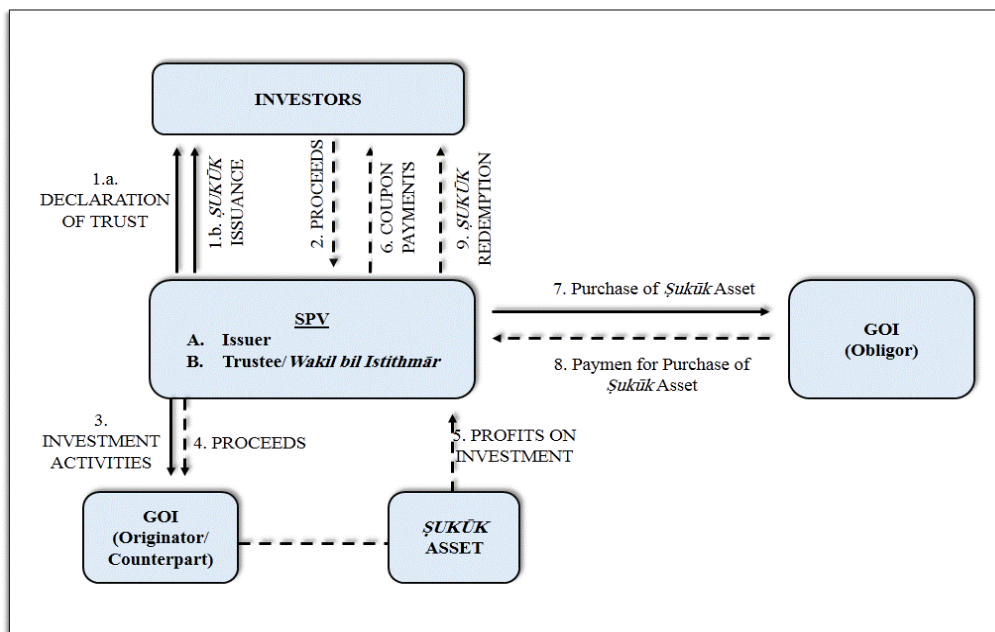 INVESTORS
1.a.
DECLARATION
OF TRUST
1.b. ṢUKŪK
ISSUANCE
2. PROCEEDS
6. COUPON
PAYMENTS
9. ṢUKŪK
REDEMPTION
SPV
A. Issuer
B. Trustee/ Wakil bil Istithmār
7. Purchase of Ṣukūk Asset
8. Paymen for Purchase of
Ṣukūk Asset
GOI
(Obligor)
3.
INVESTMENT
ACTIVITIES
4. PROCEEDS
5. PROFITS ON
INVESTMENT
GOI
(Originator/
Counterpart)
ṢUKŪK
ASSET